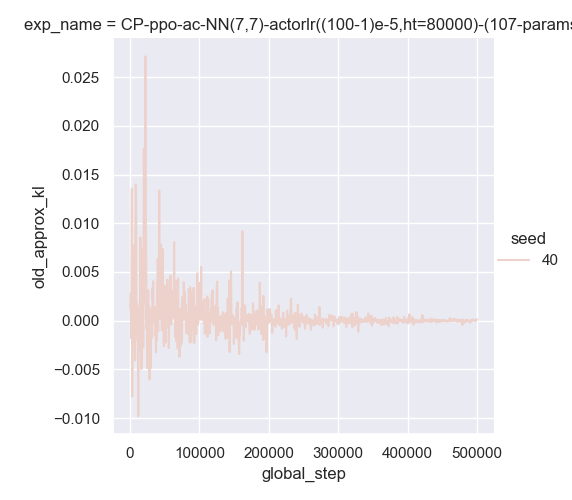 exp_name = CP-ppo-ac-NN(7,7)-actorlr((100-1)e-5,ht=80000)-(107-params
0.025
0.020
0.015
0.010
0.005
0.000
−0.005
−0.010
old_approx_kl
0 100000 200000 300000 400000 500000
global_step
seed
40